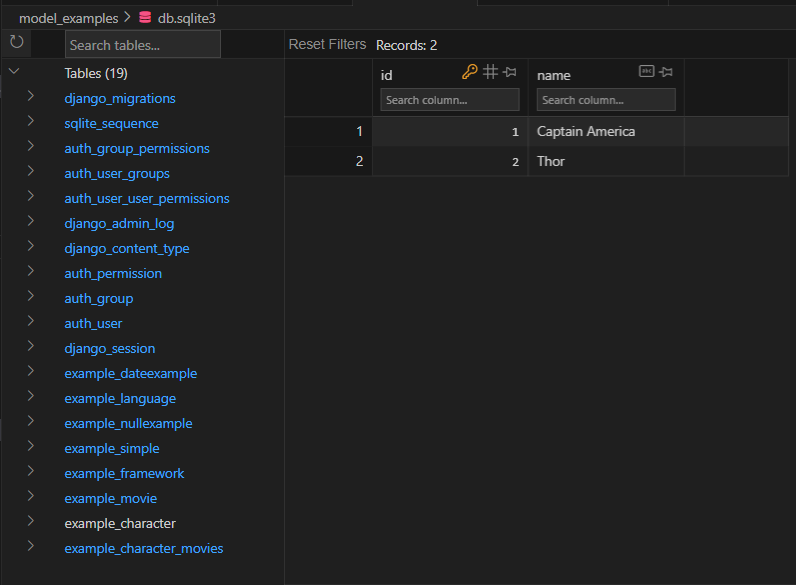 model_examples > db.sqlite3
Search tables...
Reset Filters Records: 2
Tables (19)
django_migrations
sqlite_sequence
auth_group_permissions
auth_user_groups
auth_user_user_permissions
django_admin_log
django_content_type
auth_permission
auth_group
auth_user
django_session
example_dateexample
example_language
example_nullexample
example_simple
example_framework
example_movie
example_character
example_character_movies
id name
Search column... Search column...
1 1 Captain America
2 2 Thor